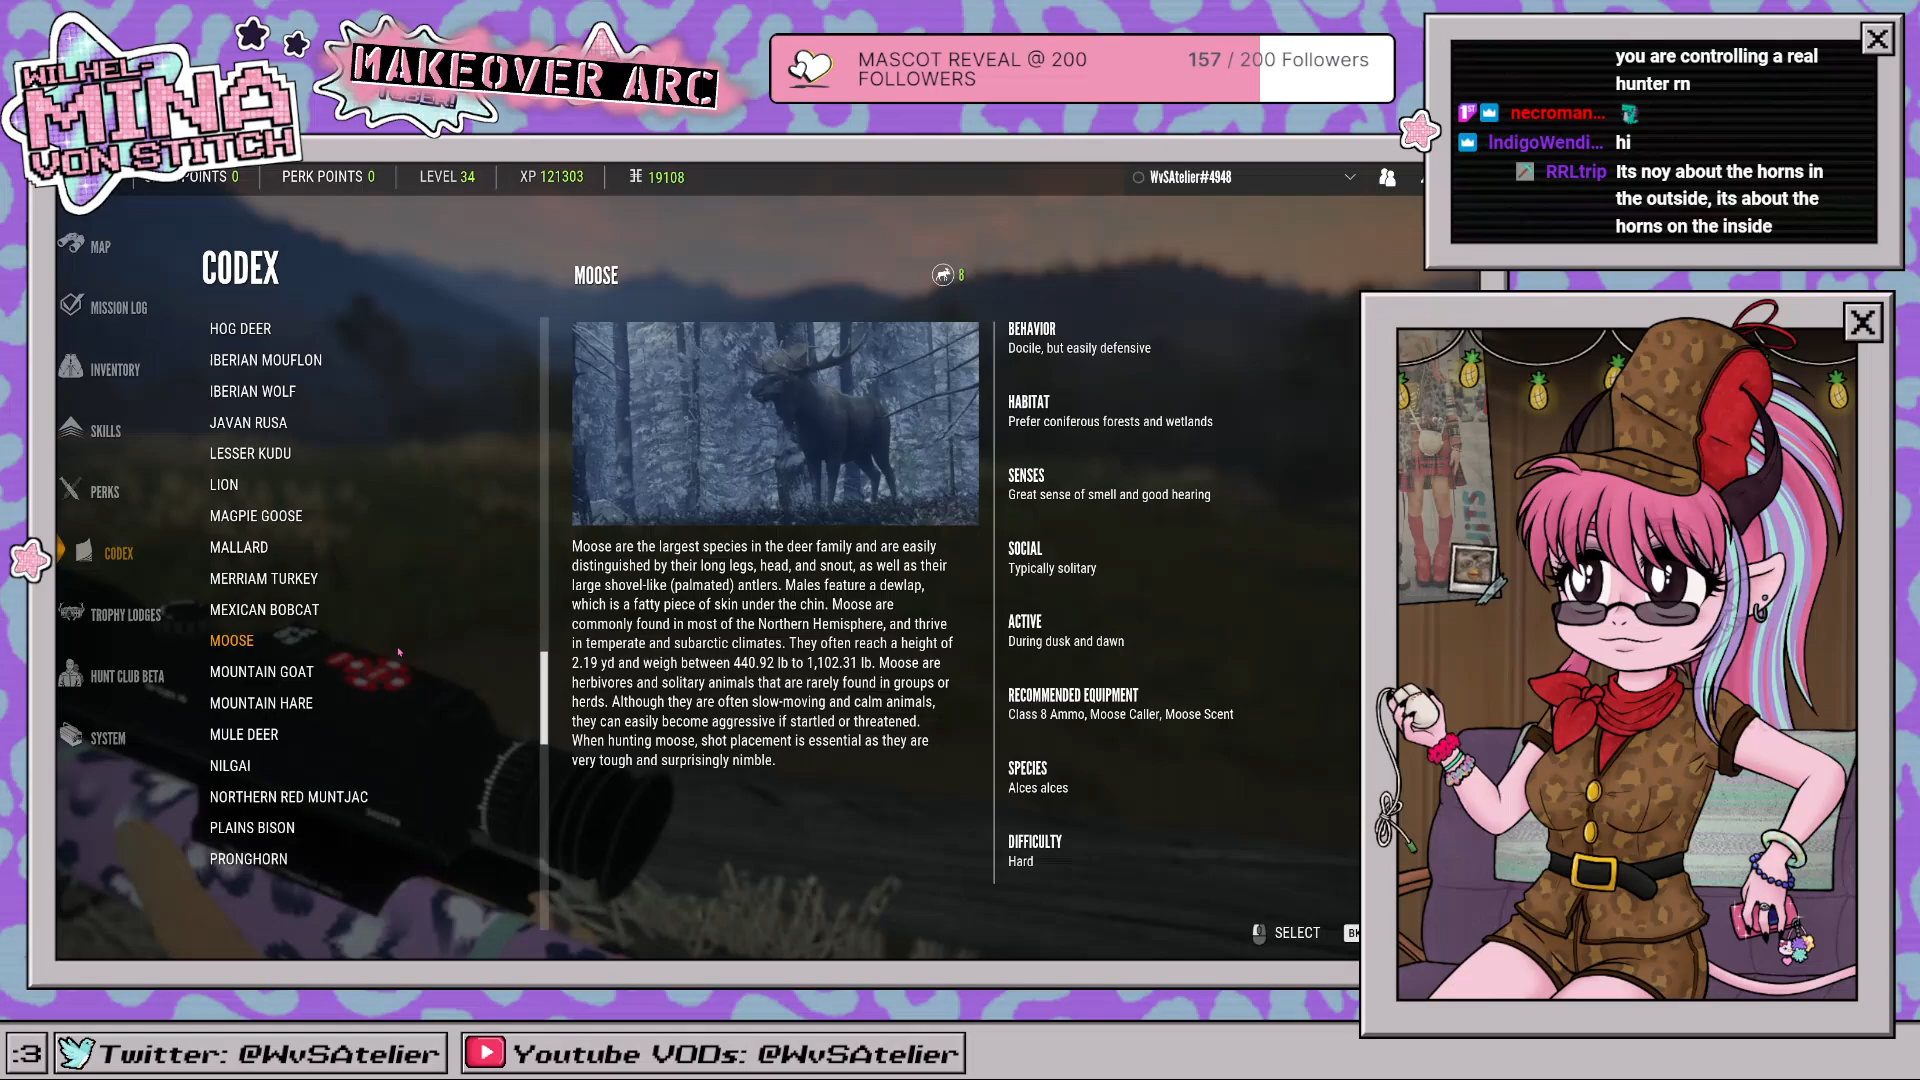 WILHEL-
MINA
VON STITCH
MAKEOVER ARC
TOBER!
MASCOT REVEAL @ 200
FOLLOWERS
157 / 200 Followers
you are controlling a real
hunter rn
necroman...
IndigoWendi... hi
RRLtrip Its noy about the horns in
the outside, its about the
horns on the inside
POINTS 0
PERK POINTS 0
LEVEL 34
XP 121303
19108
WvSAtelier#4948
MAP
MISSION LOG
INVENTORY
SKILLS
PERKS
CODEX
TROPHY LODGES
HUNT CLUB BETA
SYSTEM
CODEX
HOG DEER
IBERIAN MOUFLON
IBERIAN WOLF
JAVAN RUSA
LESSER KUDU
LION
MAGPIE GOOSE
MALLARD
MERRIAM TURKEY
MEXICAN BOBCAT
MOOSE
MOUNTAIN GOAT
MOUNTAIN HARE
MULE DEER
NILGAI
NORTHERN RED MUNTJAC
PLAINS BISON
PRONGHORN
MOOSE
8
Moose are the largest species in the deer family and are easily
distinguished by their long legs, head, and snout, as well as their
large shovel-like (palmated) antlers. Males feature a dewlap,
which is a fatty piece of skin under the chin. Moose are
commonly found in most of the Northern Hemisphere, and thrive
in temperate and subarctic climates. They often reach a height of
2.19 yd and weigh between 440.92 lb to 1,102.31 lb. Moose are
herbivores and solitary animals that are rarely found in groups or
herds. Although they are often slow-moving and calm animals,
they can easily become aggressive if startled or threatened.
When hunting moose, shot placement is essential as they are
very tough and surprisingly nimble.
BEHAVIOR
Docile, but easily defensive
HABITAT
Prefer coniferous forests and wetlands
SENSES
Great sense of smell and good hearing
SOCIAL
Typically solitary
ACTIVE
During dusk and dawn
RECOMMENDED EQUIPMENT
Class 8 Ammo, Moose Caller, Moose Scent
SPECIES
Alces alces
DIFFICULTY
Hard
SELECT
:3
Twitter: @WvSAtelier
Youtube VODs: @WvSAtelier